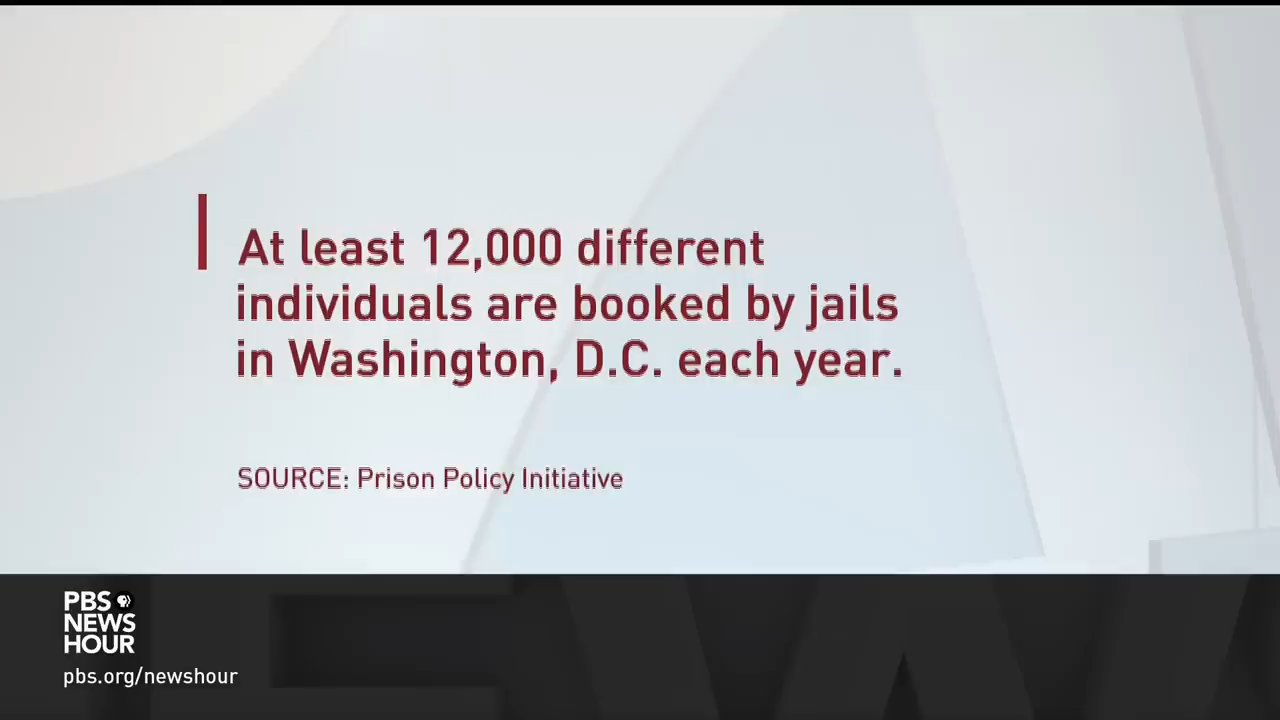 At least 12,000 different
individuals are booked by jails
in Washington, D.C. each year.
SOURCE: Prison Policy Initiative
PBS
NEWS
HOUR
pbs.org/newshour